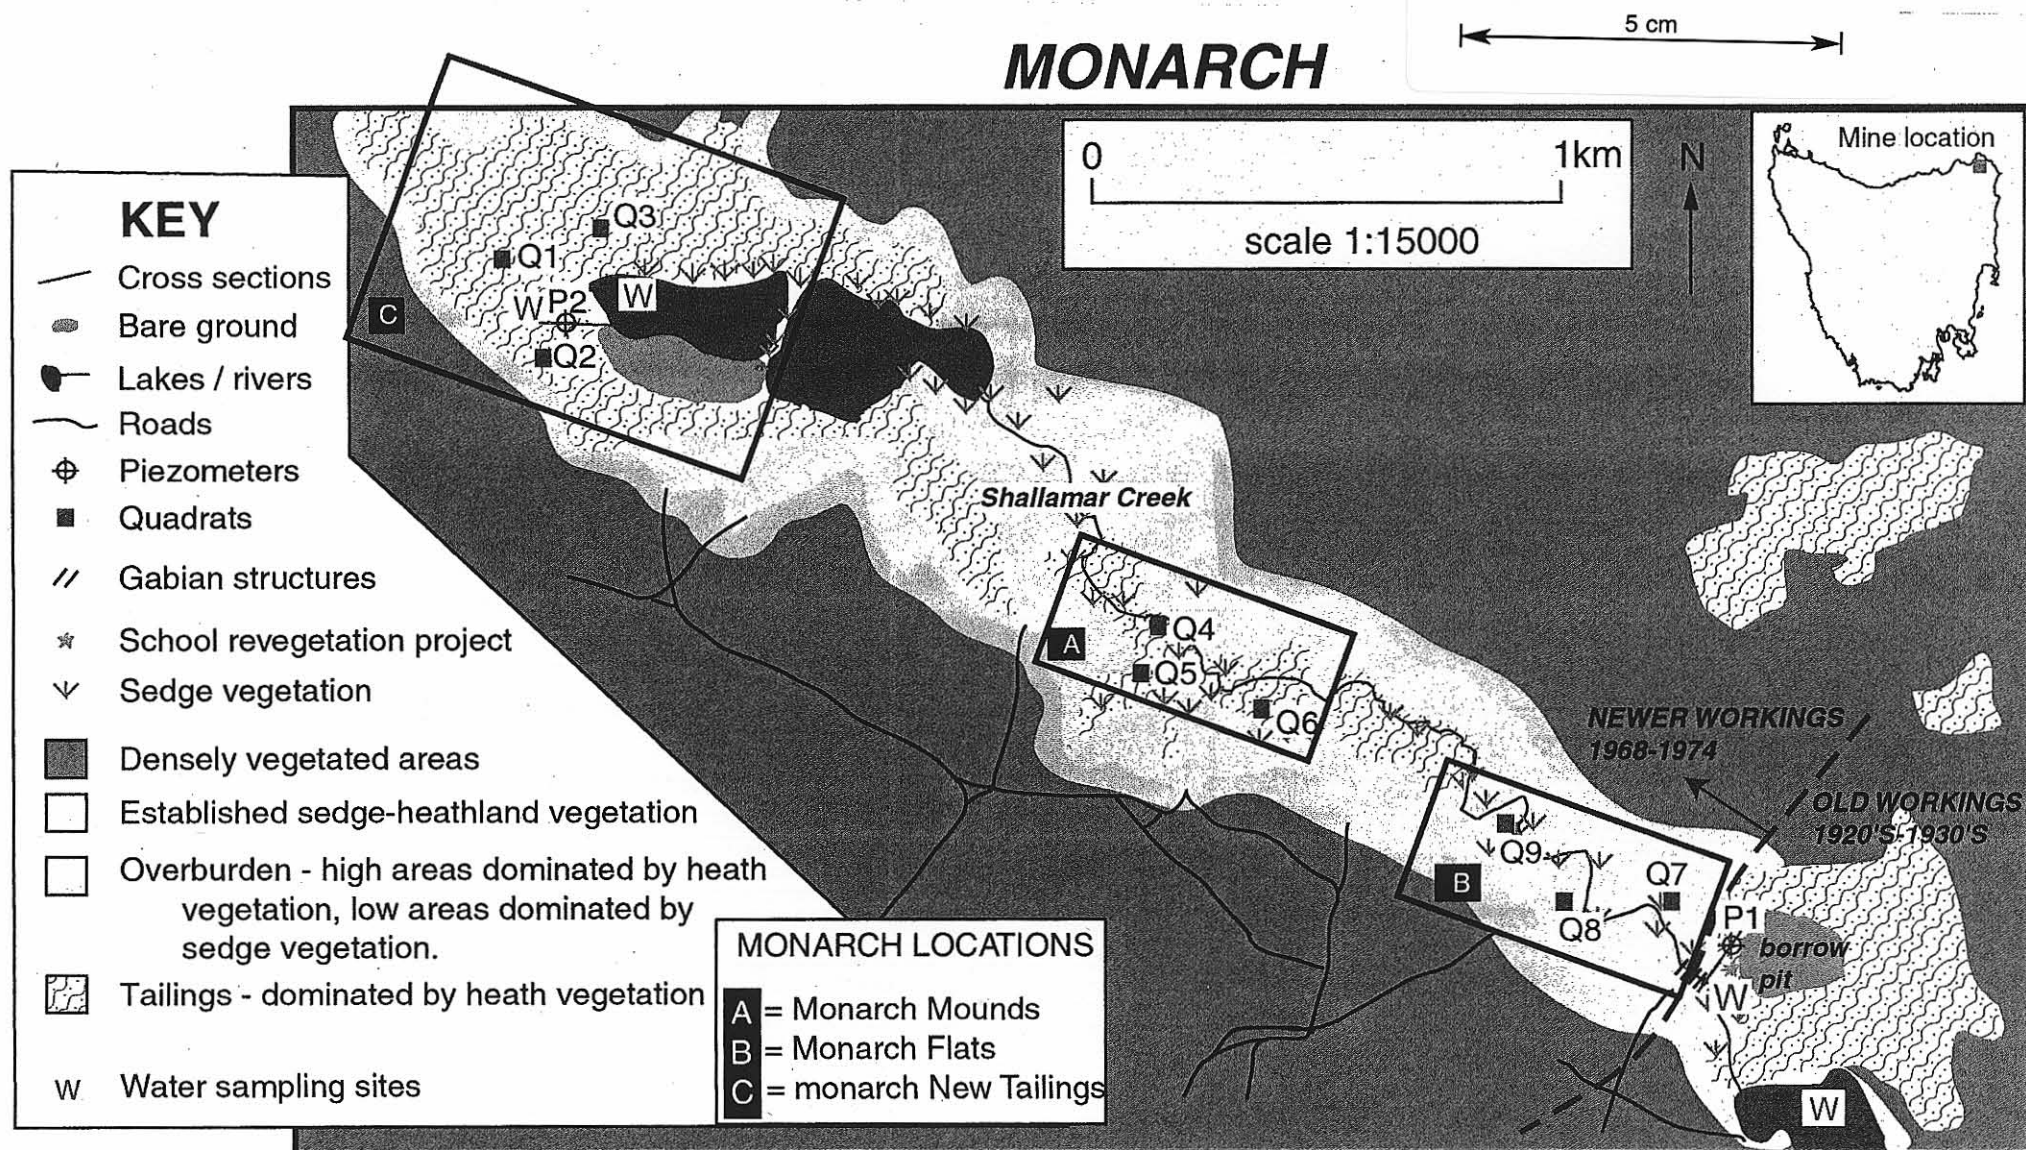 5 cm
MONARCH
0 1km
scale 1:15000
N
Mine location
KEY
Cross sections
Bare ground
Lakes / rivers
Roads
Piezometers
Quadrats
Gabian structures
School revegetation project
Sedge vegetation
Densely vegetated areas
Established sedge-heathland vegetation
Overburden - high areas dominated by heath
vegetation, low areas dominated by
sedge vegetation.
Tailings - dominated by heath vegetation
W Water sampling sites
Q3
Q1
W
P2
W
Q2
C
Shallamar Creek
A
Q4
Q5
Q6
NEWER WORKINGS
1968-1974
OLD WORKINGS
1920'S-1930'S
B
Q9
Q8
Q7
P1
borrow
pit
W
W
MONARCH LOCATIONS
A = Monarch Mounds
B = Monarch Flats
C = monarch New Tailings